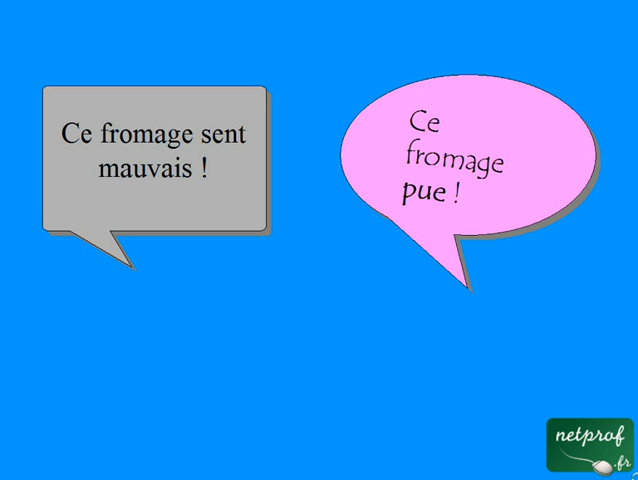 Ce fromage sent
mauvais !
Ce
fromage
pue !
netprof
.fr